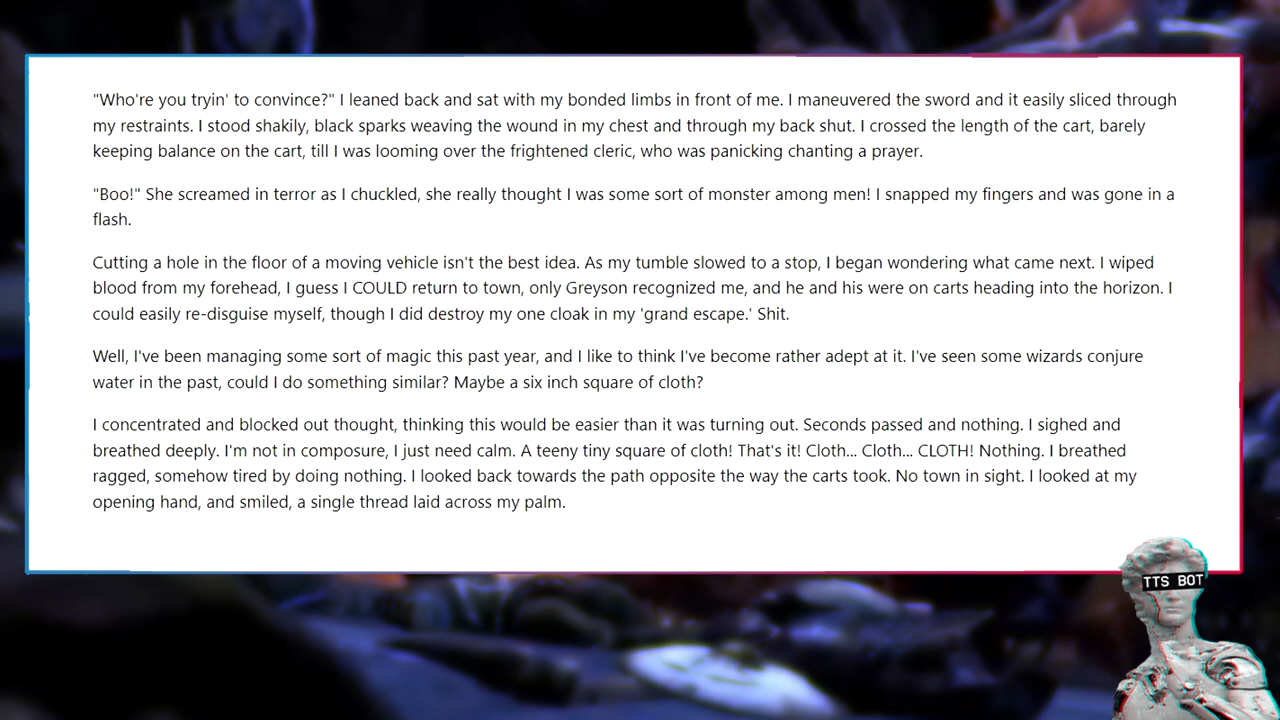 "Who're you tryin' to convince?" I leaned back and sat with my bonded limbs in front of me. I maneuvered the sword and it easily sliced through
my restraints. I stood shakily, black sparks weaving the wound in my chest and through my back shut. I crossed the length of the cart, barely
keeping balance on the cart, till I was looming over the frightened cleric, who was panicking chanting a prayer.
"Boo!" She screamed in terror as I chuckled, she really thought I was some sort of monster among men! I snapped my fingers and was gone in a
flash.
Cutting a hole in the floor of a moving vehicle isn't the best idea. As my tumble slowed to a stop, I began wondering what came next. I wiped
blood from my forehead, I guess I COULD return to town, only Greyson recognized me, and he and his were on carts heading into the horizon. I
could easily re-disguise myself, though I did destroy my one cloak in my 'grand escape.' Shit.
Well, I've been managing some sort of magic this past year, and I like to think I've become rather adept at it. I've seen some wizards conjure
water in the past, could I do something similar? Maybe a six inch square of cloth?
I concentrated and blocked out thought, thinking this would be easier than it was turning out. Seconds passed and nothing. I sighed and
breathed deeply. I'm not in composure, I just need calm. A teeny tiny square of cloth! That's it! Cloth... Cloth... CLOTH! Nothing. I breathed
ragged, somehow tired by doing nothing. I looked back towards the path opposite the way the carts took. No town in sight. I looked at my
opening hand, and smiled, a single thread laid across my palm.
TTS BOT